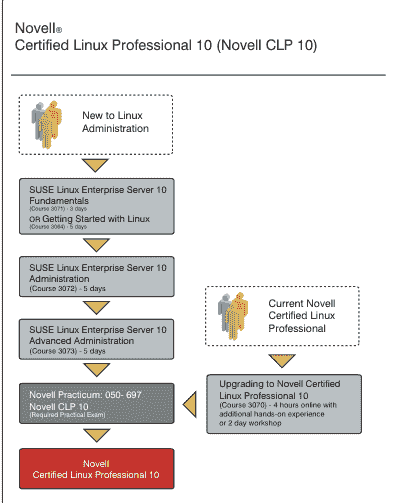 Novell®
Certified Linux Professional 10 (Novell CLP 10)
New to Linux
Administration
SUSE Linux Enterprise Server 10
Fundamentals
(Course 3071) - 3 days
OR Getting Started with Linux
(Course 3064) - 5 days
SUSE Linux Enterprise Server 10
Administration
(Course 3072) - 5 days
SUSE Linux Enterprise Server 10
Advanced Administration
(Course 3073) - 5 days
Novell Practicum: 050- 697
Novell CLP 10
(Required Practical Exam)
Novell
Certified Linux Professional 10
Current Novell
Certified Linux
Professional
Upgrading to Novell Certified
Linux Professional 10
(Course 3070) - 4 hours online with
additional hands-on experience
or 2 day workshop